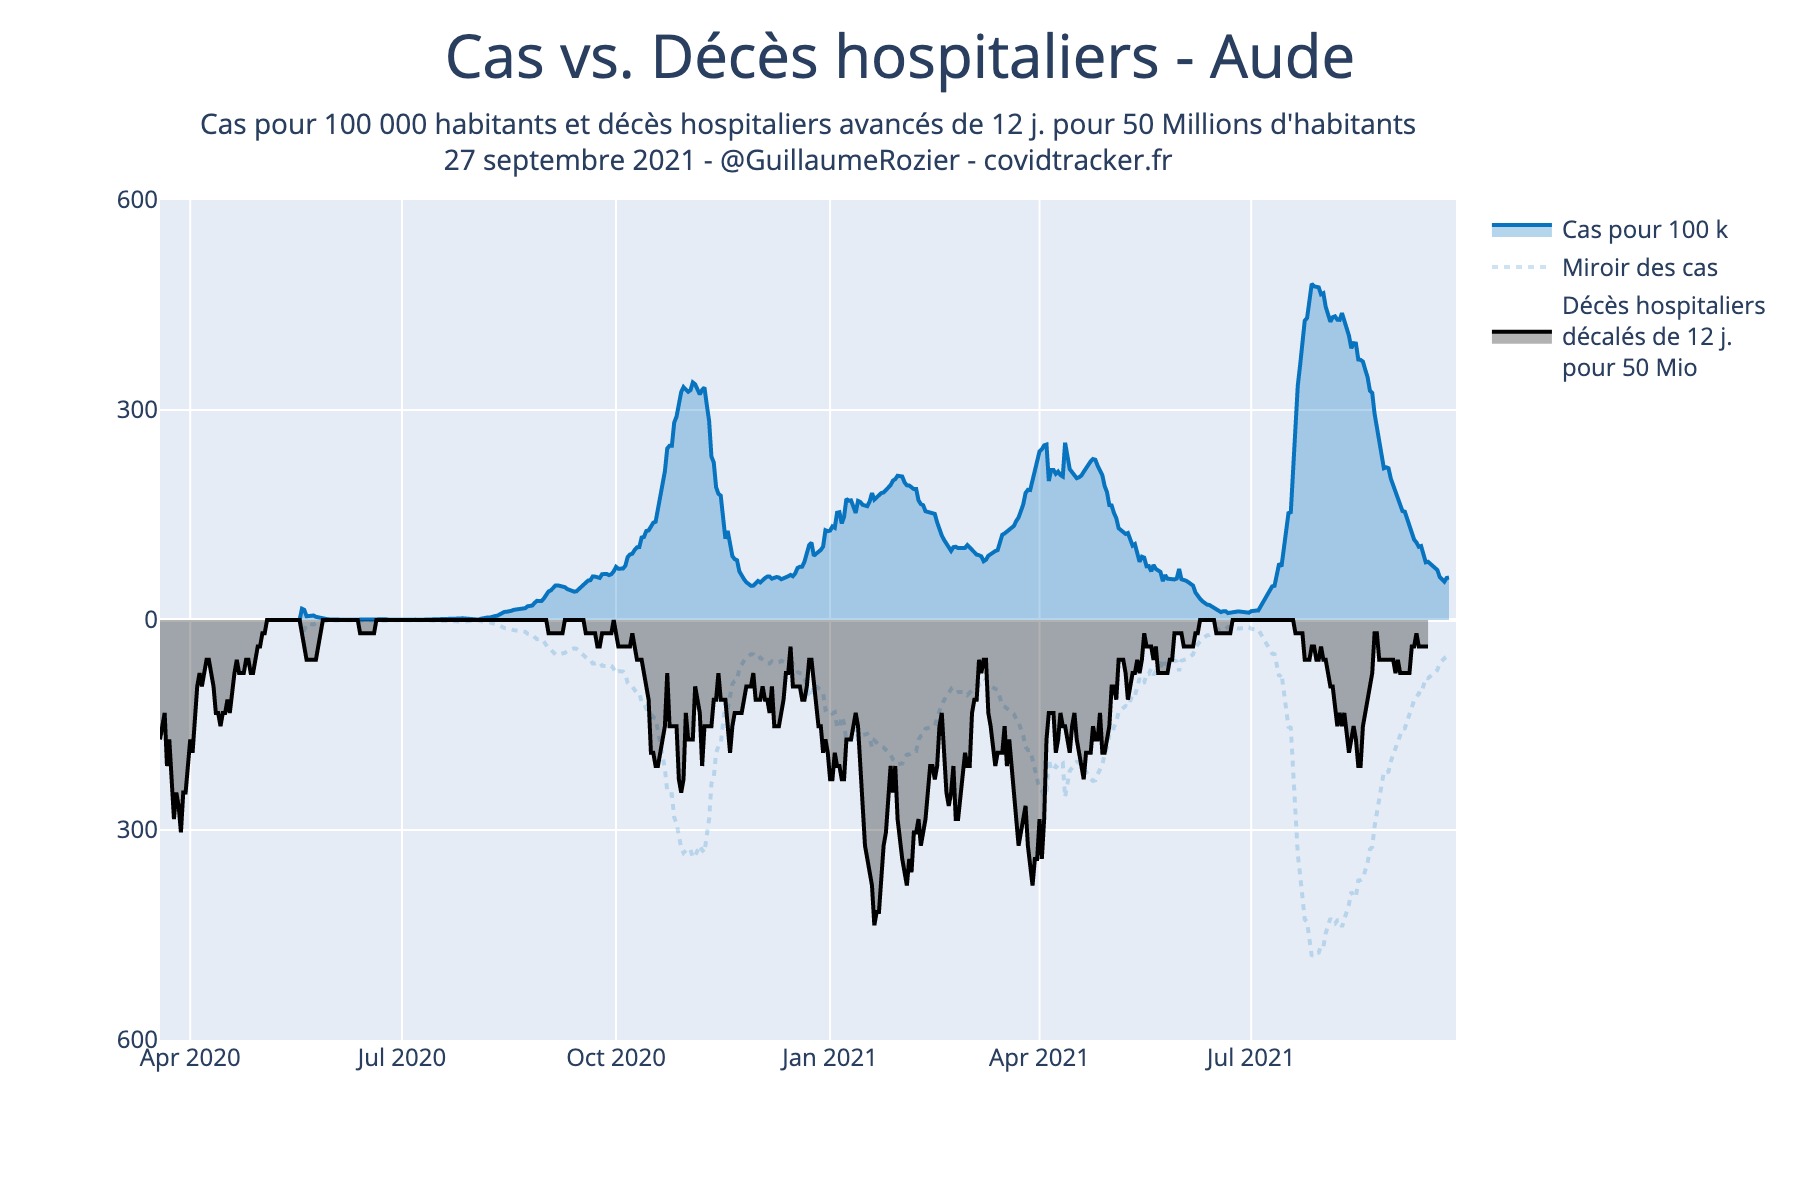 Cas vs. Décès hospitaliers - Aude
Cas pour 100 000 habitants et décès hospitaliers avancés de 12 j. pour 50 Millions d'habitants
27 septembre 2021 - @GuillaumeRozier - covidtracker.fr
600
300
0
300
600
Apr 2020
Jul 2020
Oct 2020
Jan 2021
Apr 2021
Jul 2021
Cas pour 100 k
Miroir des cas
Décès hospitaliers
décalés de 12 j.
pour 50 Mio